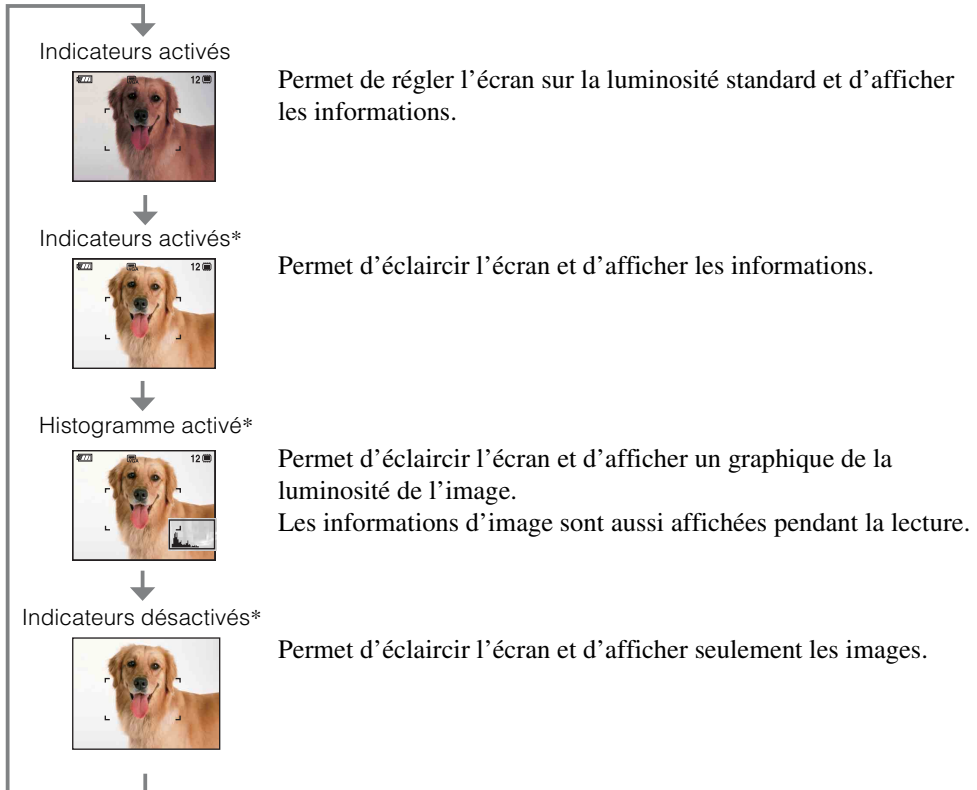 Indicateurs activés
12
Permet de régler l'écran sur la luminosité standard et d'afficher
les informations.
Indicateurs activés*
12
Permet d'éclaircir l'écran et d'afficher les informations.
Histogramme activé*
12
Permet d'éclaircir l'écran et d'afficher un graphique de la
luminosité de l'image.
Les informations d'image sont aussi affichées pendant la lecture.
Indicateurs désactivés*
Permet d'éclaircir l'écran et d'afficher seulement les images.